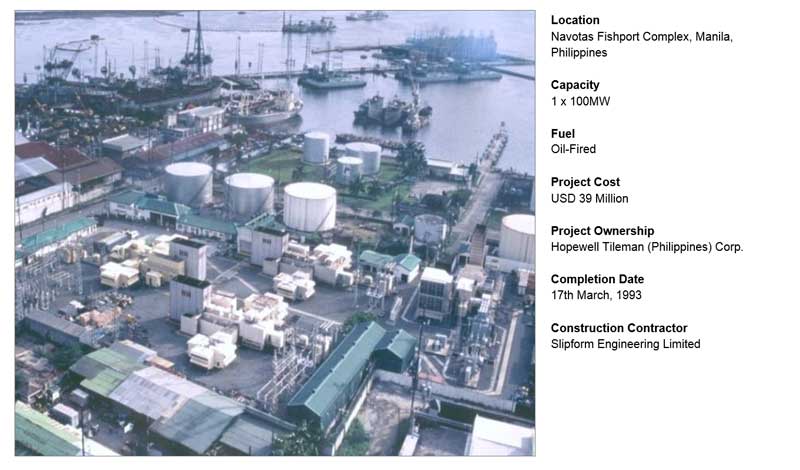 Location
Navotas Fishport Complex, Manila,
Philippines
Capacity
1 x 100MW
Fuel
Oil-Fired
Project Cost
USD 39 Million
Project Ownership
Hopewell Tileman (Philippines) Corp.
Completion Date
17th March, 1993
Construction Contractor
Slipform Engineering Limited